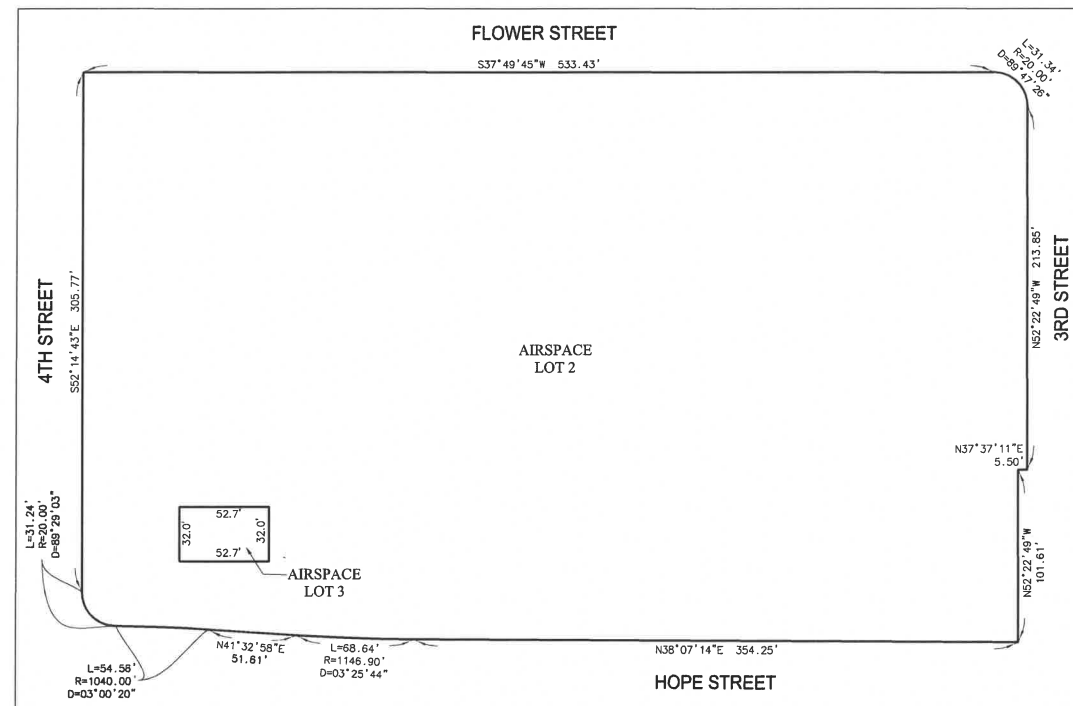 FLOWER STREET
S37°49'45"W 533.43'
L=31.34'
R=20.00'
D=89°47'26"
4TH STREET
S52°14'43"E 305.77'
N52°22'49"W 213.85'
3RD STREET
AIRSPACE
LOT 2
N37°37'11"E
5.50'
L=31.24'
R=20.00'
D=89°29'03"
52.7'
32.0'
32.0'
52.7'
AIRSPACE
LOT 3
N52°22'49"W
101.61'
L=54.56'
R=1040.00'
D=03°00'20"
N41°32'58"E
51.61'
L=68.64'
R=1146.90'
D=03°25'44"
N38°07'14"E 354.25'
HOPE STREET